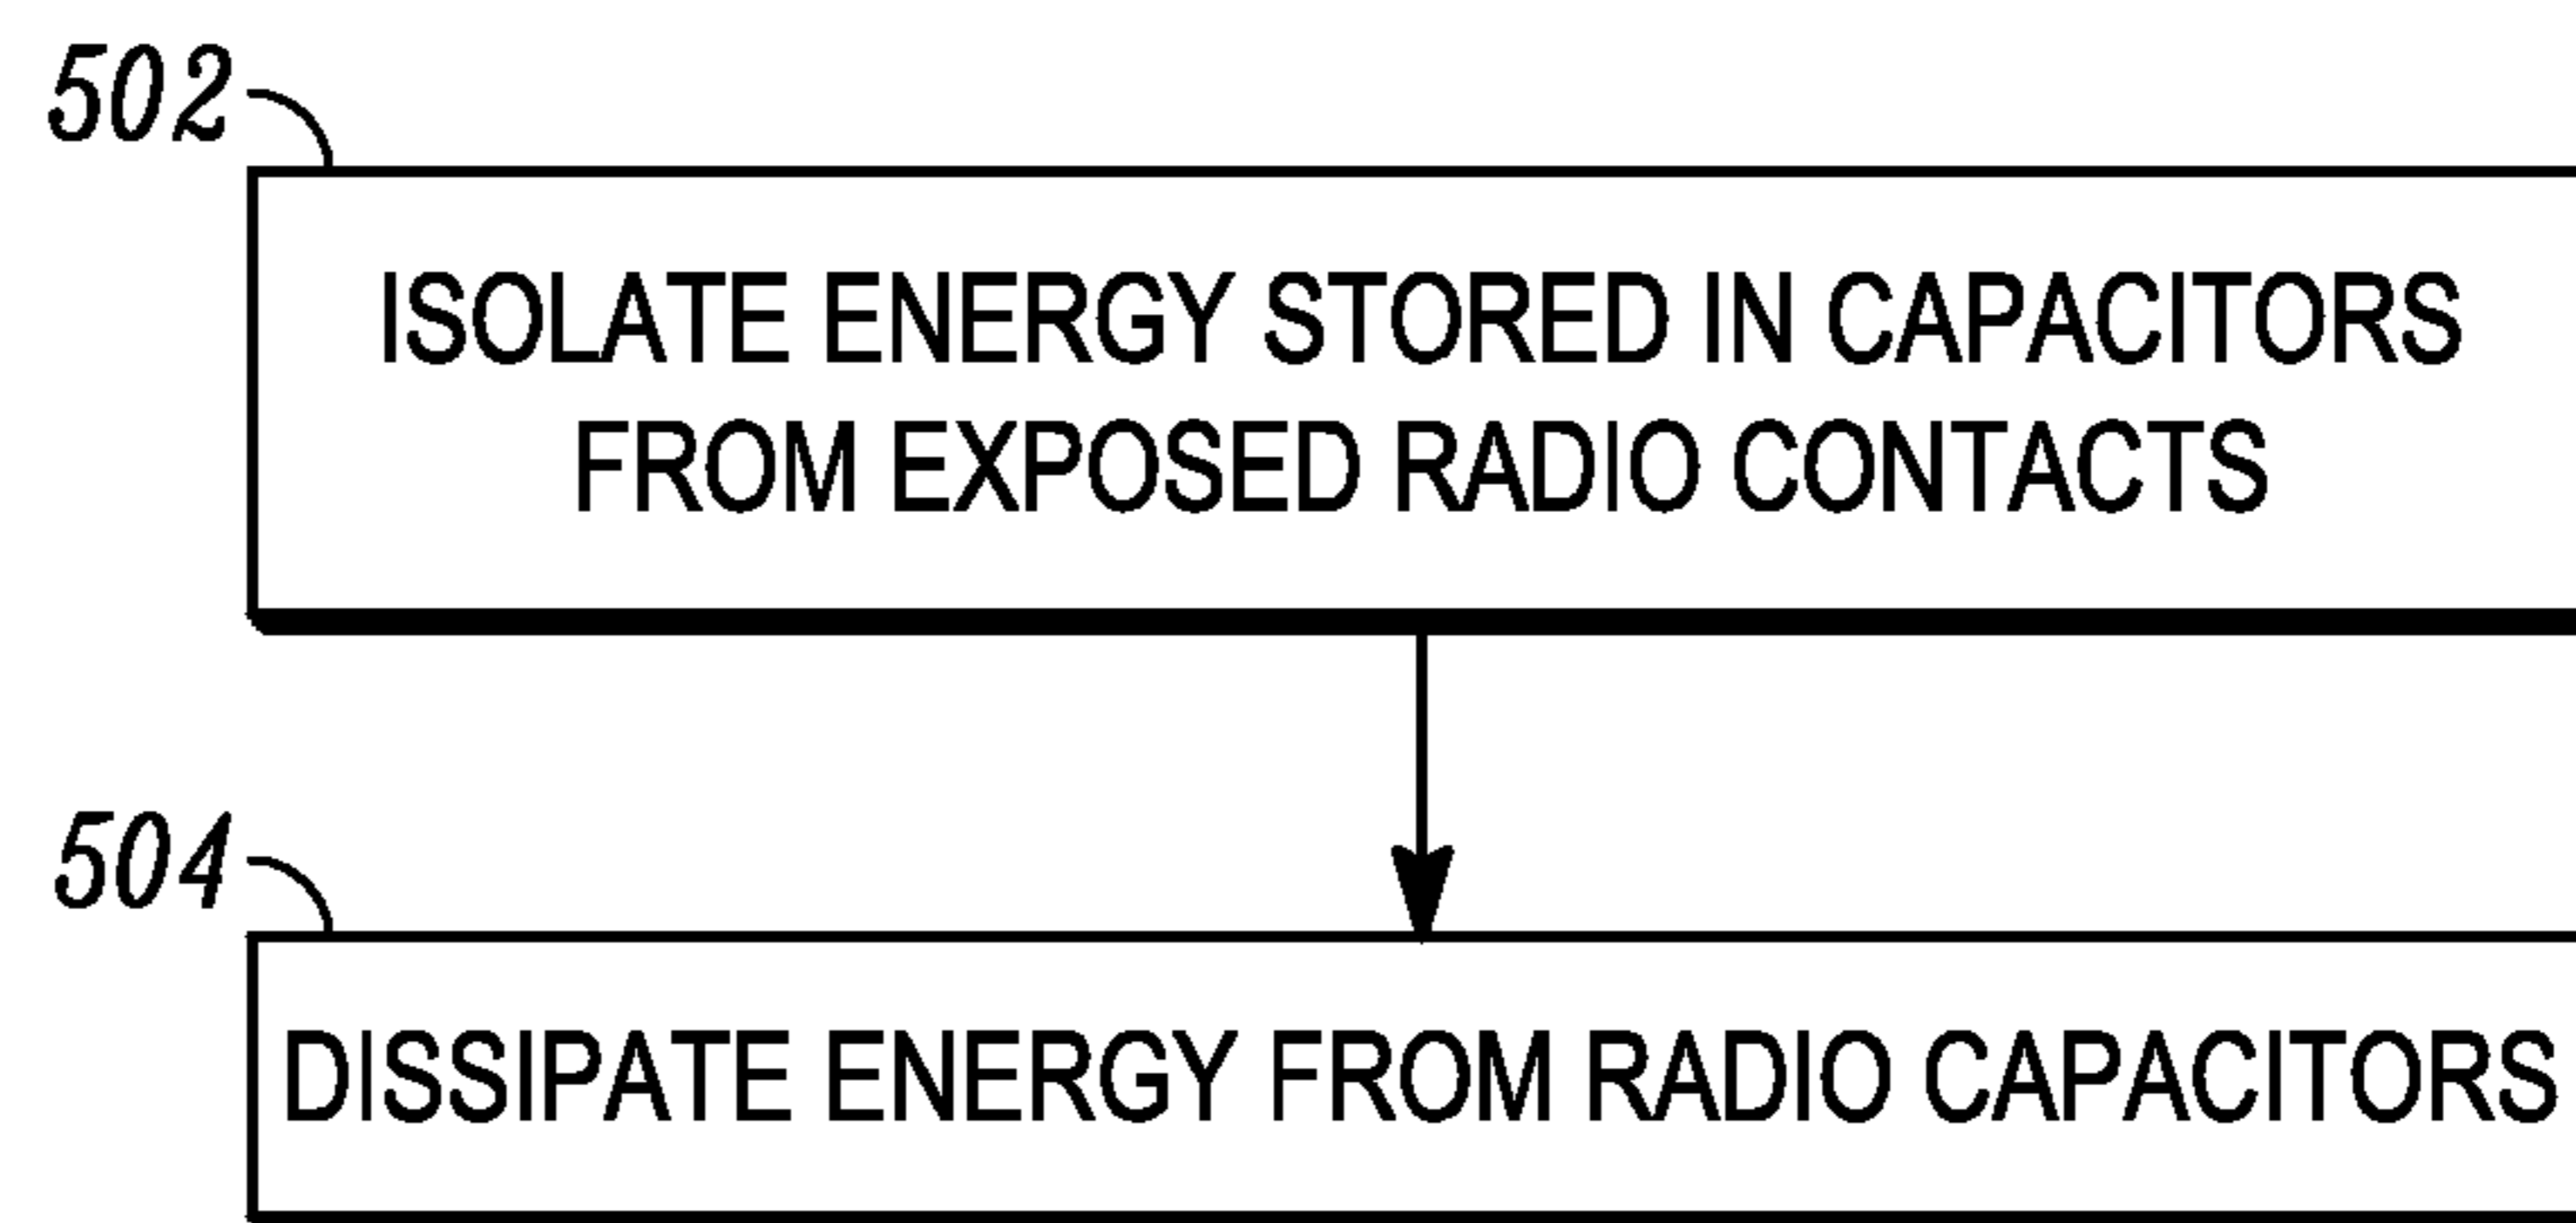 502
ISOLATE ENERGY STORED IN CAPACITORS
FROM EXPOSED RADIO CONTACTS
504
DISSIPATE ENERGY FROM RADIO CAPACITORS